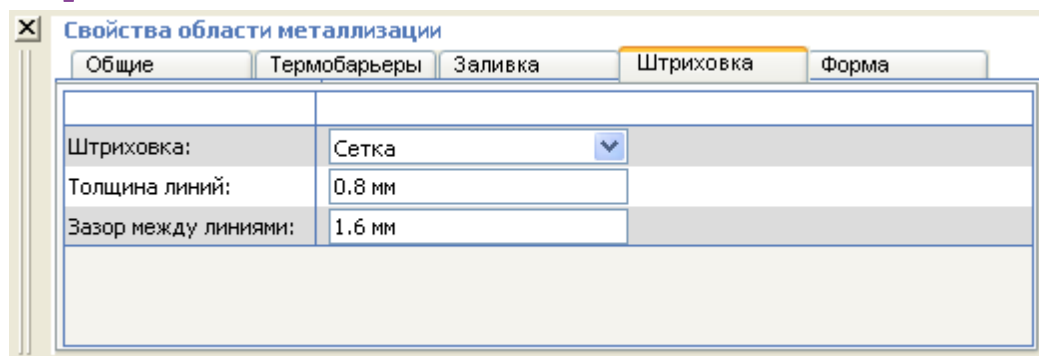 Свойства области металлизации
Общие Термобарьеры Заливка Штриховка Форма
Штриховка: Сетка
Толщина линий: 0.8 мм
Зазор между линиями: 1.6 мм